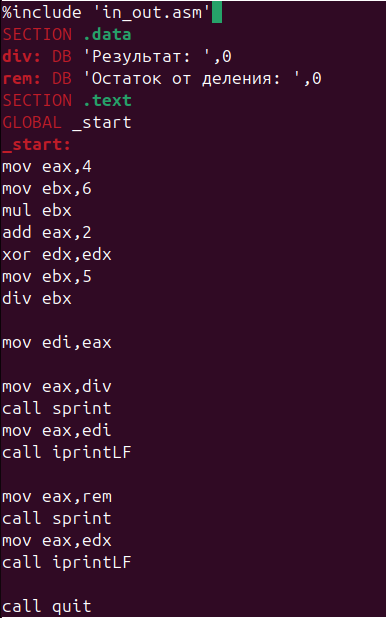 %include 'in_out.asm'
SECTION .data
div: DB 'Результат: ',0
rem: DB 'Остаток от деления: ',0
SECTION .text
GLOBAL _start
_start:
mov eax,4
mov ebx,6
mul ebx
add eax,2
xor edx,edx
mov ebx,5
div ebx

mov edi,eax

mov eax,div
call sprint
mov eax,edi
call iprintLF

mov eax,rem
call sprint
mov eax,edx
call iprintLF

call quit